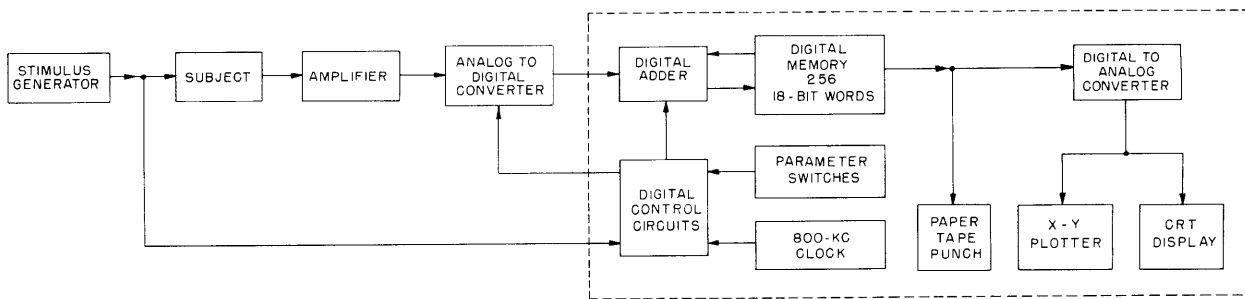 STIMULUS
GENERATOR
SUBJECT
AMPLIFIER
ANALOG TO
DIGITAL
CONVERTER
DIGITAL
ADDER
DIGITAL
MEMORY
256
18-BIT WORDS
DIGITAL TO
ANALOG
CONVERTER
DIGITAL
CONTROL
CIRCUITS
PARAMETER
SWITCHES
800-KC
CLOCK
PAPER
TAPE
PUNCH
X-Y
PLOTTER
CRT
DISPLAY